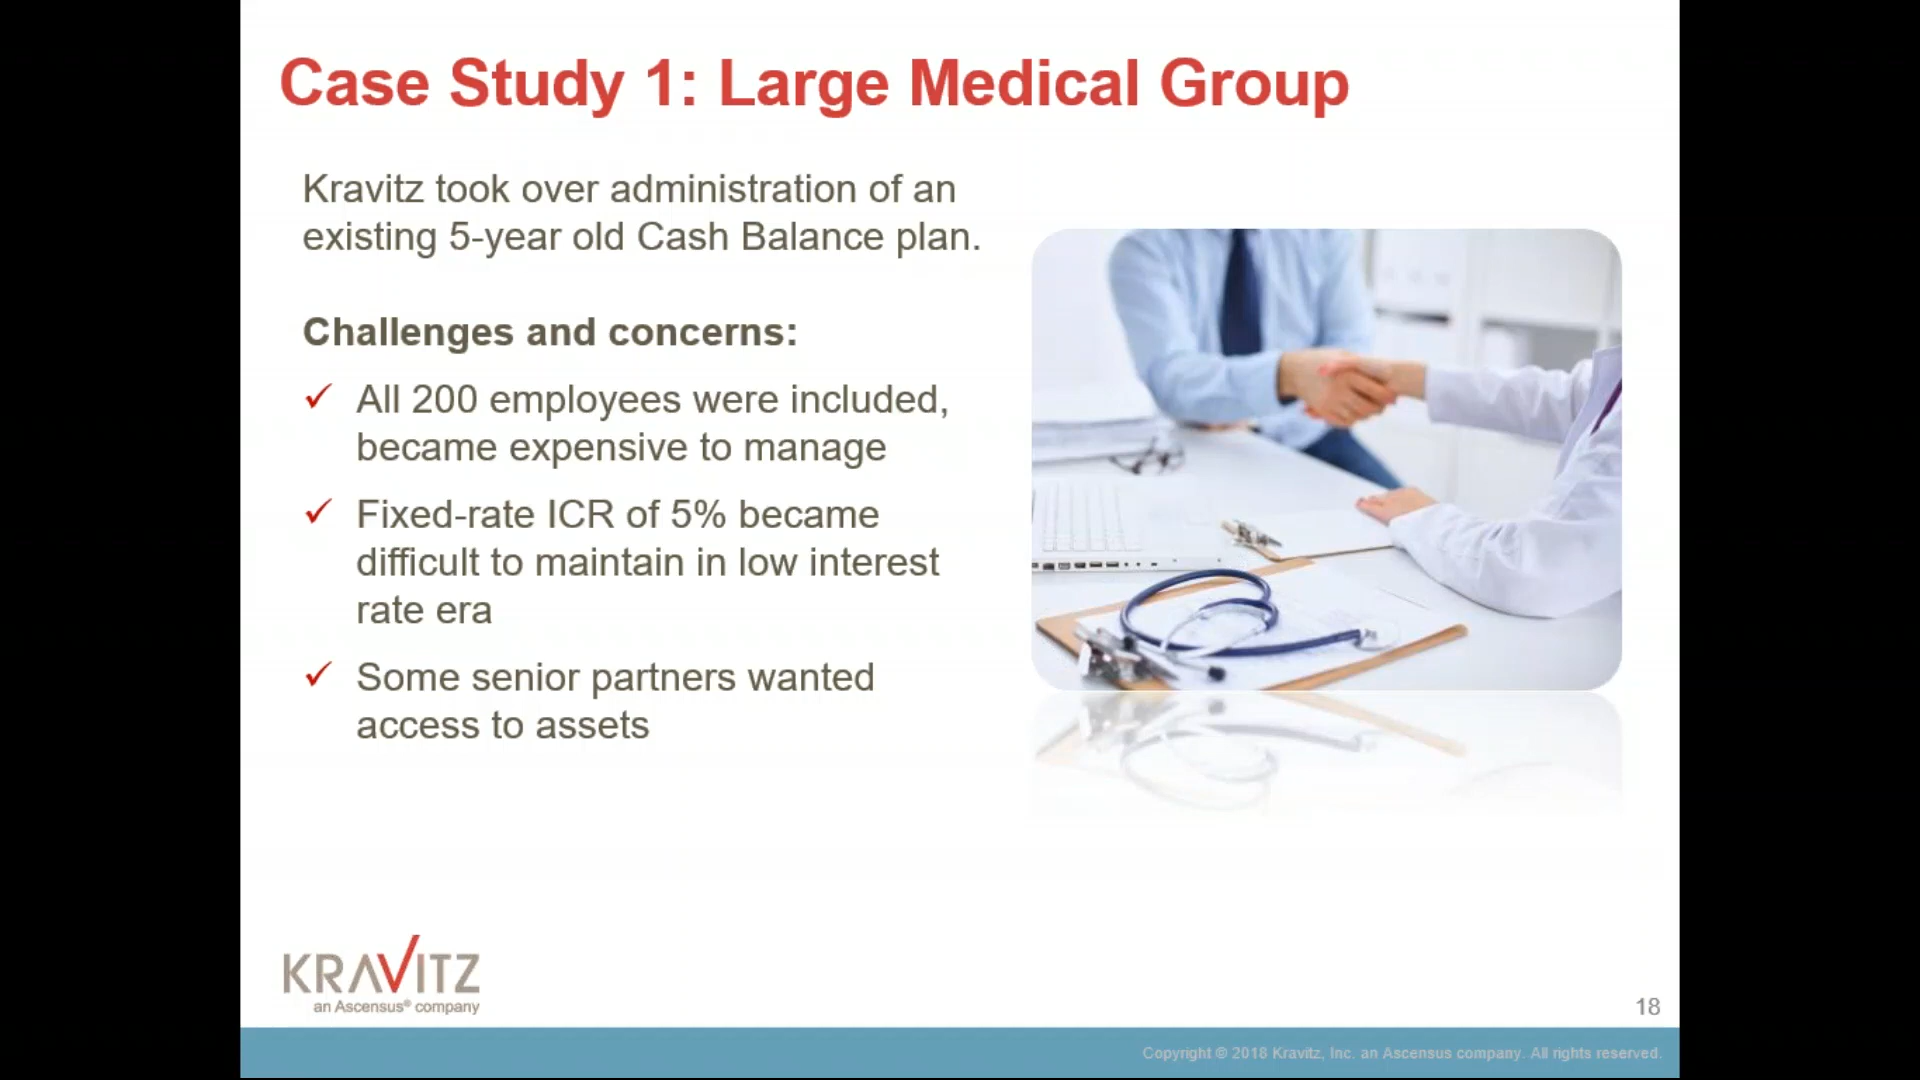 Case Study 1: Large Medical Group
Kravitz took over administration of an
existing 5-year old Cash Balance plan.
Challenges and concerns:
All 200 employees were included,
became expensive to manage
Fixed-rate ICR of 5% became
difficult to maintain in low interest
rate era
Some senior partners wanted
access to assets
KRAVITZ
an Ascensus® company
18
Copyright © 2018 Kravitz, Inc. an Ascensus company. All rights reserved.